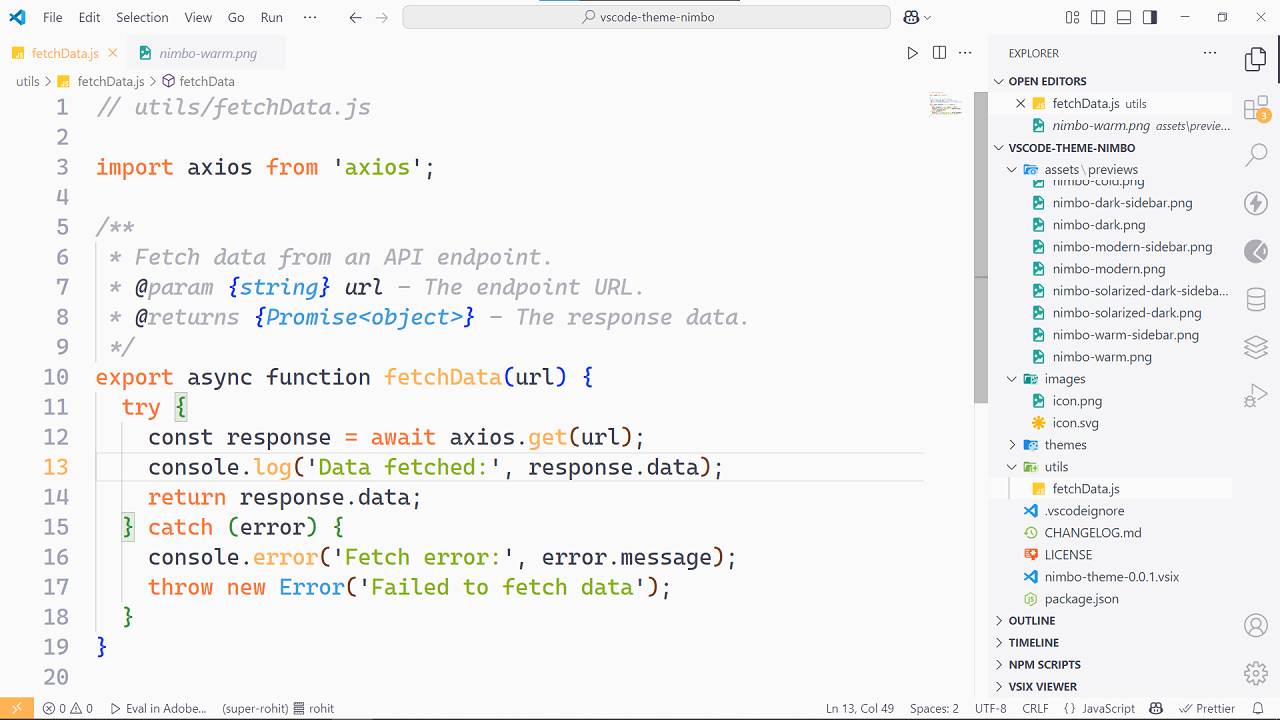 File Edit Selection View Go Run ··· vscode-theme-nimbo
fetchData.js nimbo-warm.png
utils > fetchData.js > fetchData
1 // utils/fetchData.js
2
3 import axios from 'axios';
4
5 /**
6  * Fetch data from an API endpoint.
7  * @param {string} url - The endpoint URL.
8  * @returns {Promise<object>} - The response data.
9  */
10 export async function fetchData(url) {
11   try {
12     const response = await axios.get(url);
13     console.log('Data fetched:', response.data);
14     return response.data;
15   } catch (error) {
16     console.error('Fetch error:', error.message);
17     throw new Error('Failed to fetch data');
18   }
19 }
20
EXPLORER ···
OPEN EDITORS
fetchData.js utils
nimbo-warm.png assets\previe...
VSCODE-THEME-NIMBO
assets \ previews
nimbo-cold.png
nimbo-dark-sidebar.png
nimbo-dark.png
nimbo-modern-sidebar.png
nimbo-modern.png
nimbo-solarized-dark-sideba...
nimbo-solarized-dark.png
nimbo-warm-sidebar.png
nimbo-warm.png
images
icon.png
icon.svg
themes
utils
fetchData.js
.vscodeignore
CHANGELOG.md
LICENSE
nimbo-theme-0.0.1.vsix
package.json
OUTLINE
TIMELINE
NPM SCRIPTS
VSIX VIEWER
3
0 0 Eval in Adobe... (super-rohit) rohit Ln 13, Col 49 Spaces: 2 UTF-8 CRLF {} JavaScript Prettier